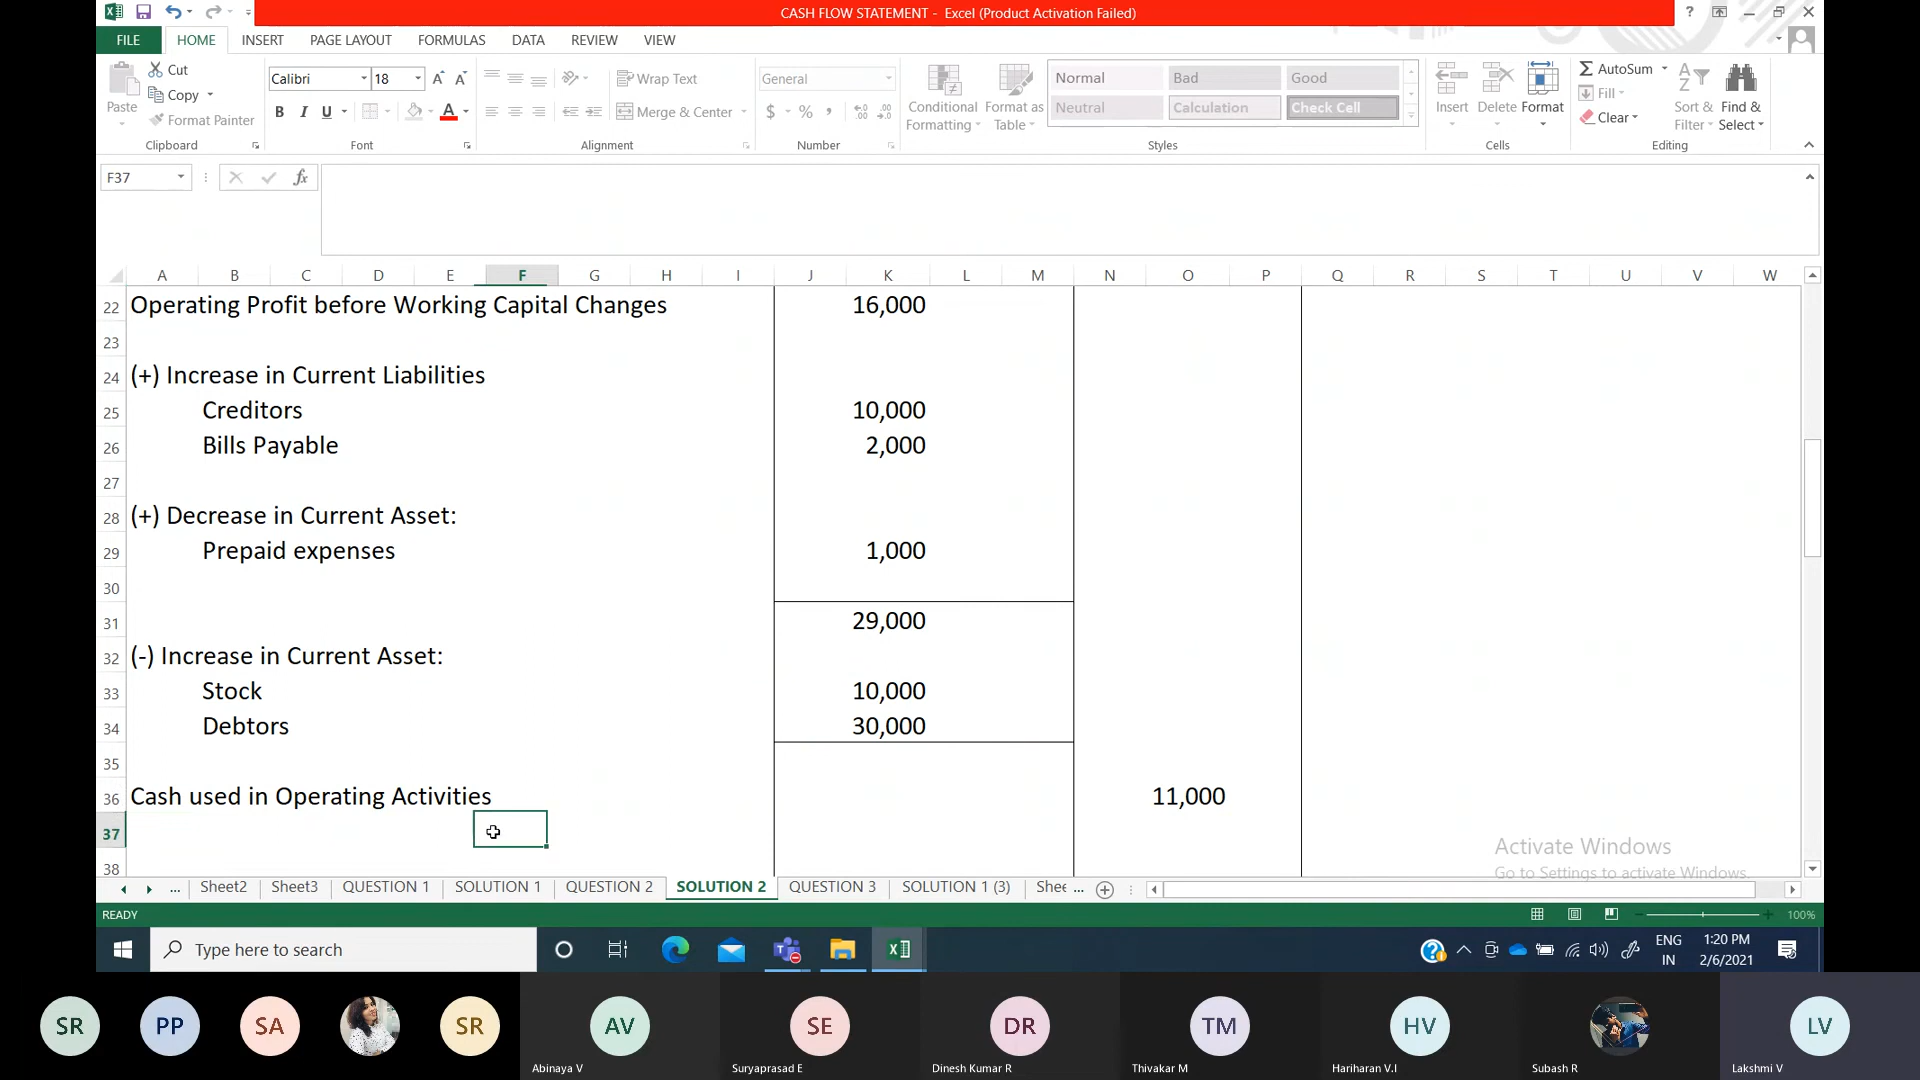 CASH FLOW STATEMENT - Excel (Product Activation Failed)
?
FILE HOME INSERT PAGE LAYOUT FORMULAS DATA REVIEW VIEW
Paste
Cut
Copy
Format Painter
Clipboard
Calibri 18
B I U
Font
Wrap Text
Merge & Center
Alignment
General
$ % ,
Number
Conditional Formatting
Format as Table
Normal Bad Good
Neutral Calculation Check Cell
Styles
Insert Delete Format
Cells
AutoSum
Fill
Clear
Sort & Filter
Find & Select
Editing
F37
fx
A B C D E F G H I J K L M N O P Q R S T U V W
22 Operating Profit before Working Capital Changes 16,000
23
24 (+) Increase in Current Liabilities
25 Creditors 10,000
26 Bills Payable 2,000
27
28 (+) Decrease in Current Asset:
29 Prepaid expenses 1,000
30
31 29,000
32 (-) Increase in Current Asset:
33 Stock 10,000
34 Debtors 30,000
35
36 Cash used in Operating Activities 11,000
37
38
Activate Windows
Go to Settings to activate Windows.
... Sheet2 Sheet3 QUESTION 1 SOLUTION 1 QUESTION 2 SOLUTION 2 QUESTION 3 SOLUTION 1 (3) Shee ...
READY
100%
Type here to search
ENG
IN
1:20 PM
2/6/2021
SR PP SA SR AV SE DR TM HV LV
Abinaya V Suryaprasad E Dinesh Kumar R Thivakar M Hariharan V.I Subash R Lakshmi V